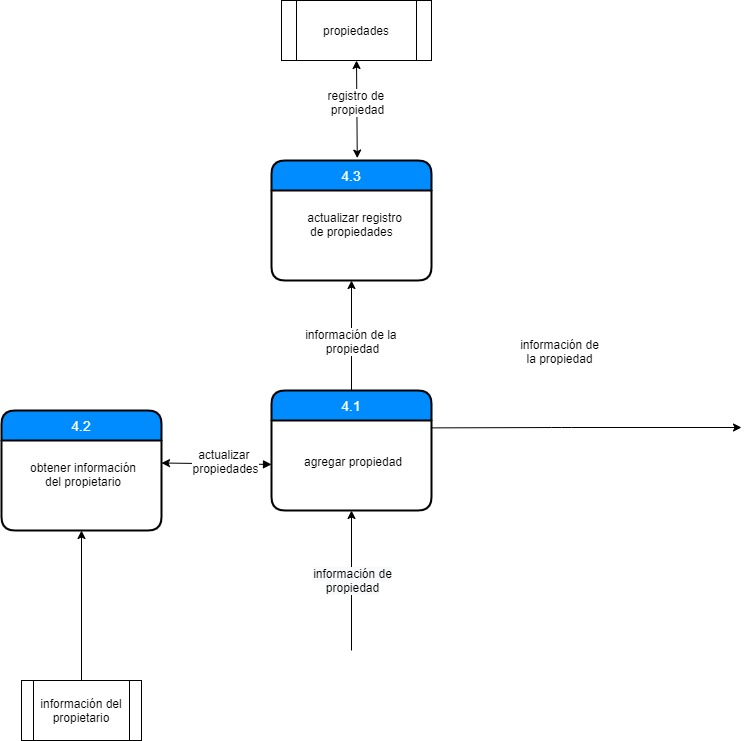 propiedades
registro de
propiedad
4.3
actualizar registro
de propiedades
información de la
propiedad
información de
la propiedad
4.1
agregar propiedad
4.2
obtener información
del propietario
actualizar
propiedades
información de
propiedad
información del
propietario